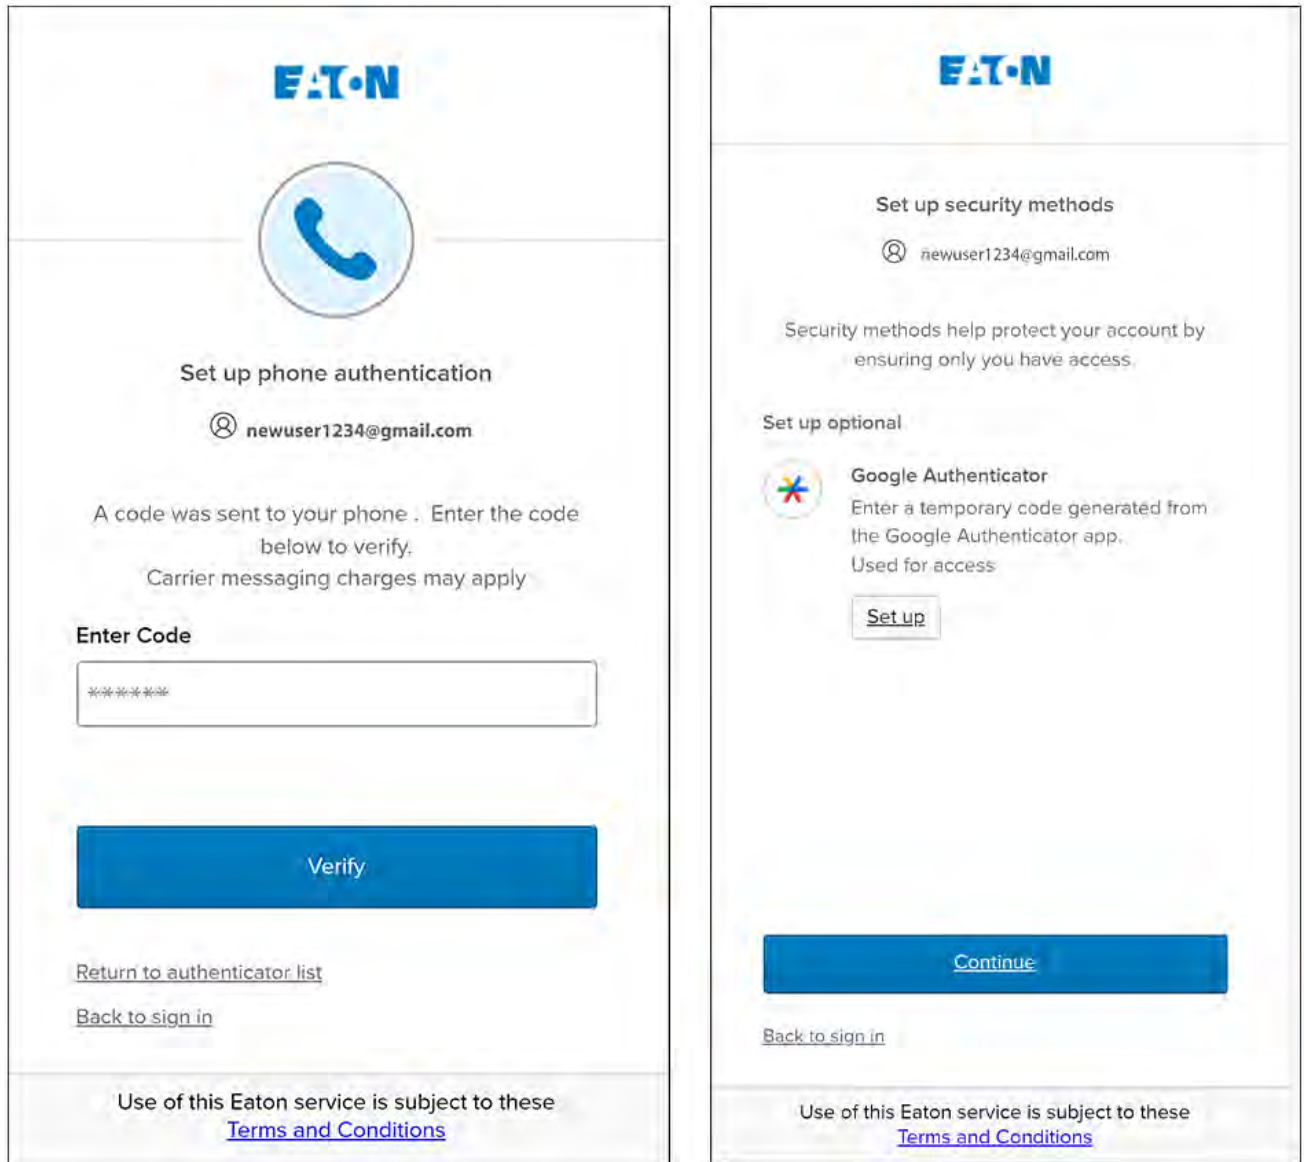 EATON
Set up phone authentication
newuser1234@gmail.com
A code was sent to your phone . Enter the code
below to verify.
Carrier messaging charges may apply
Enter Code
******
Verify
Return to authenticator list
Back to sign in
Use of this Eaton service is subject to these
Terms and Conditions
EATON
Set up security methods
newuser1234@gmail.com
Security methods help protect your account by
ensuring only you have access.
Set up optional
Google Authenticator
Enter a temporary code generated from
the Google Authenticator app.
Used for access
Set up
Continue
Back to sign in
Use of this Eaton service is subject to these
Terms and Conditions